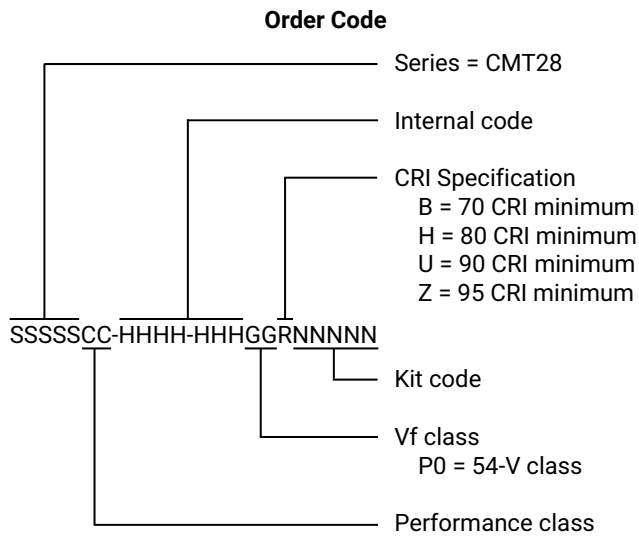 Order Code
Series = CMT28
Internal code
CRI Specification
B = 70 CRI minimum
H = 80 CRI minimum
U = 90 CRI minimum
Z = 95 CRI minimum
SSSSSCC-HHHH-HHHGGRNNNNN
Kit code
Vf class
P0 = 54-V class
Performance class